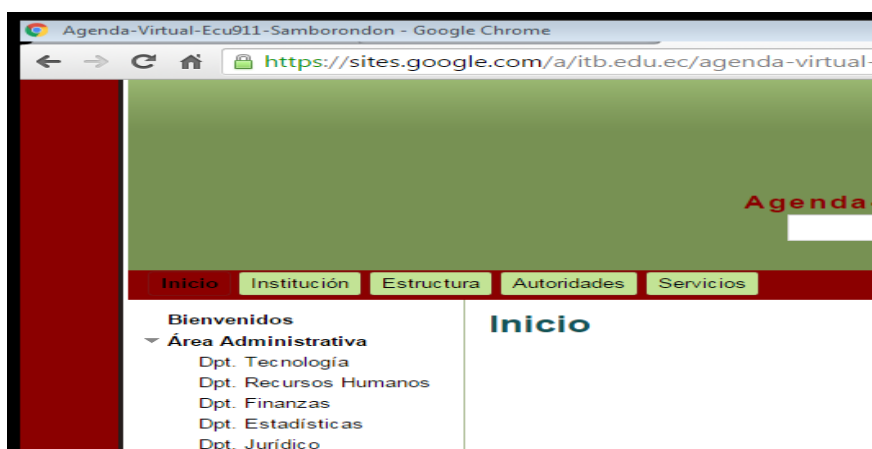 Agenda-Virtual-Ecu911-Samborondon - Google Chrome
https://sites.google.com/a/itb.edu.ec/agenda-virtual-
Agenda-
Inicio Institución Estructura Autoridades Servicios
Bienvenidos
Área Administrativa
Dpt. Tecnología
Dpt. Recursos Humanos
Dpt. Finanzas
Dpt. Estadísticas
Dpt. Jurídico
Inicio